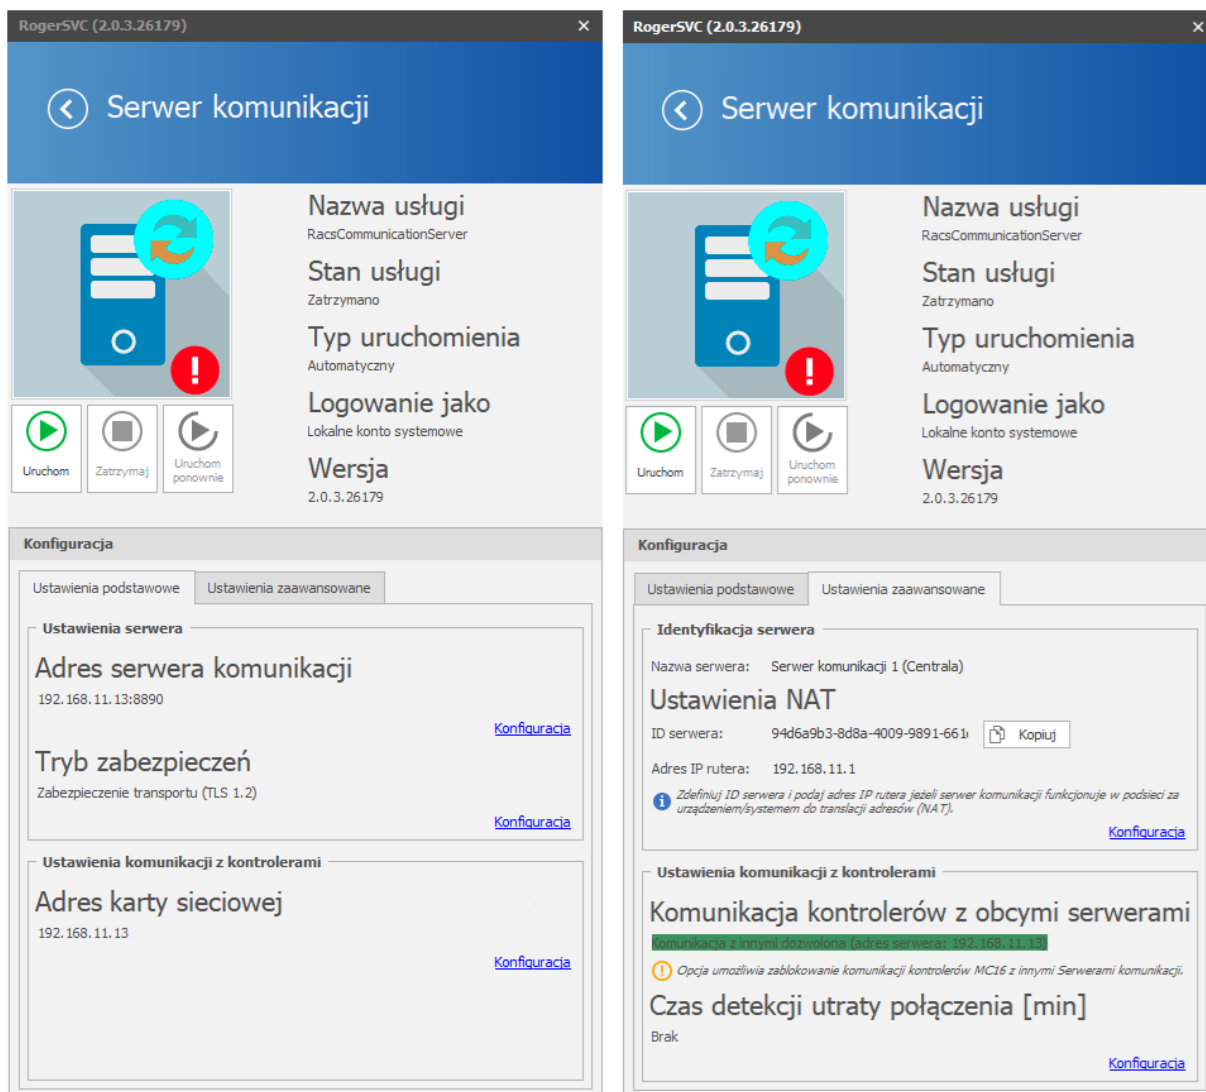 RogerSVC (2.0.3.26179)
Serwer komunikacji
Nazwa usługi
RacsCommunicationServer
Stan usługi
Zatrzymano
Typ uruchomienia
Automatyczny
Logowanie jako
Lokalne konto systemowe
Wersja
2.0.3.26179
Uruchom
Zatrzymaj
Uruchom
ponownie
Konfiguracja
Ustawienia podstawowe
Ustawienia zaawansowane
Ustawienia serwera
Adres serwera komunikacji
192.168.11.13:8890
Konfiguracja
Tryb zabezpieczeń
Zabezpieczenie transportu (TLS 1.2)
Konfiguracja
Ustawienia komunikacji z kontrolerami
Adres karty sieciowej
192.168.11.13
Konfiguracja
RogerSVC (2.0.3.26179)
Serwer komunikacji
Nazwa usługi
RacsCommunicationServer
Stan usługi
Zatrzymano
Typ uruchomienia
Automatyczny
Logowanie jako
Lokalne konto systemowe
Wersja
2.0.3.26179
Uruchom
Zatrzymaj
Uruchom
ponownie
Konfiguracja
Ustawienia podstawowe
Ustawienia zaawansowane
Identyfikacja serwera
Nazwa serwera: Serwer komunikacji 1 (Centrala)
Ustawienia NAT
ID serwera: 94d6a9b3-8d8a-4009-9891-661
Kopiuj
Adres IP rutera: 192.168.11.1
Zdefiniuj ID serwera i podaj adres IP rutera jeżeli serwer komunikacji funkcjonuje w podsieci za
urządzeniem/systemem do translacji adresów (NAT).
Konfiguracja
Ustawienia komunikacji z kontrolerami
Komunikacja kontrolerów z obcymi serwerami
Komunikacja z innymi dozwolona (adres serwera: 192.168.11.13)
Opcja umożliwia zablokowanie komunikacji kontrolerów MC16 z innymi Serwerami komunikacji.
Czas detekcji utraty połączenia [min]
Brak
Konfiguracja